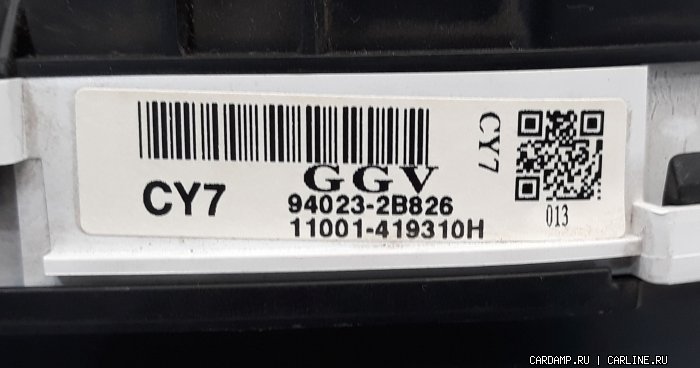 GGV
CY7
94023-2B826
11001-419310H
CY7
013
CARDAMP.RU | CARLINE.RU